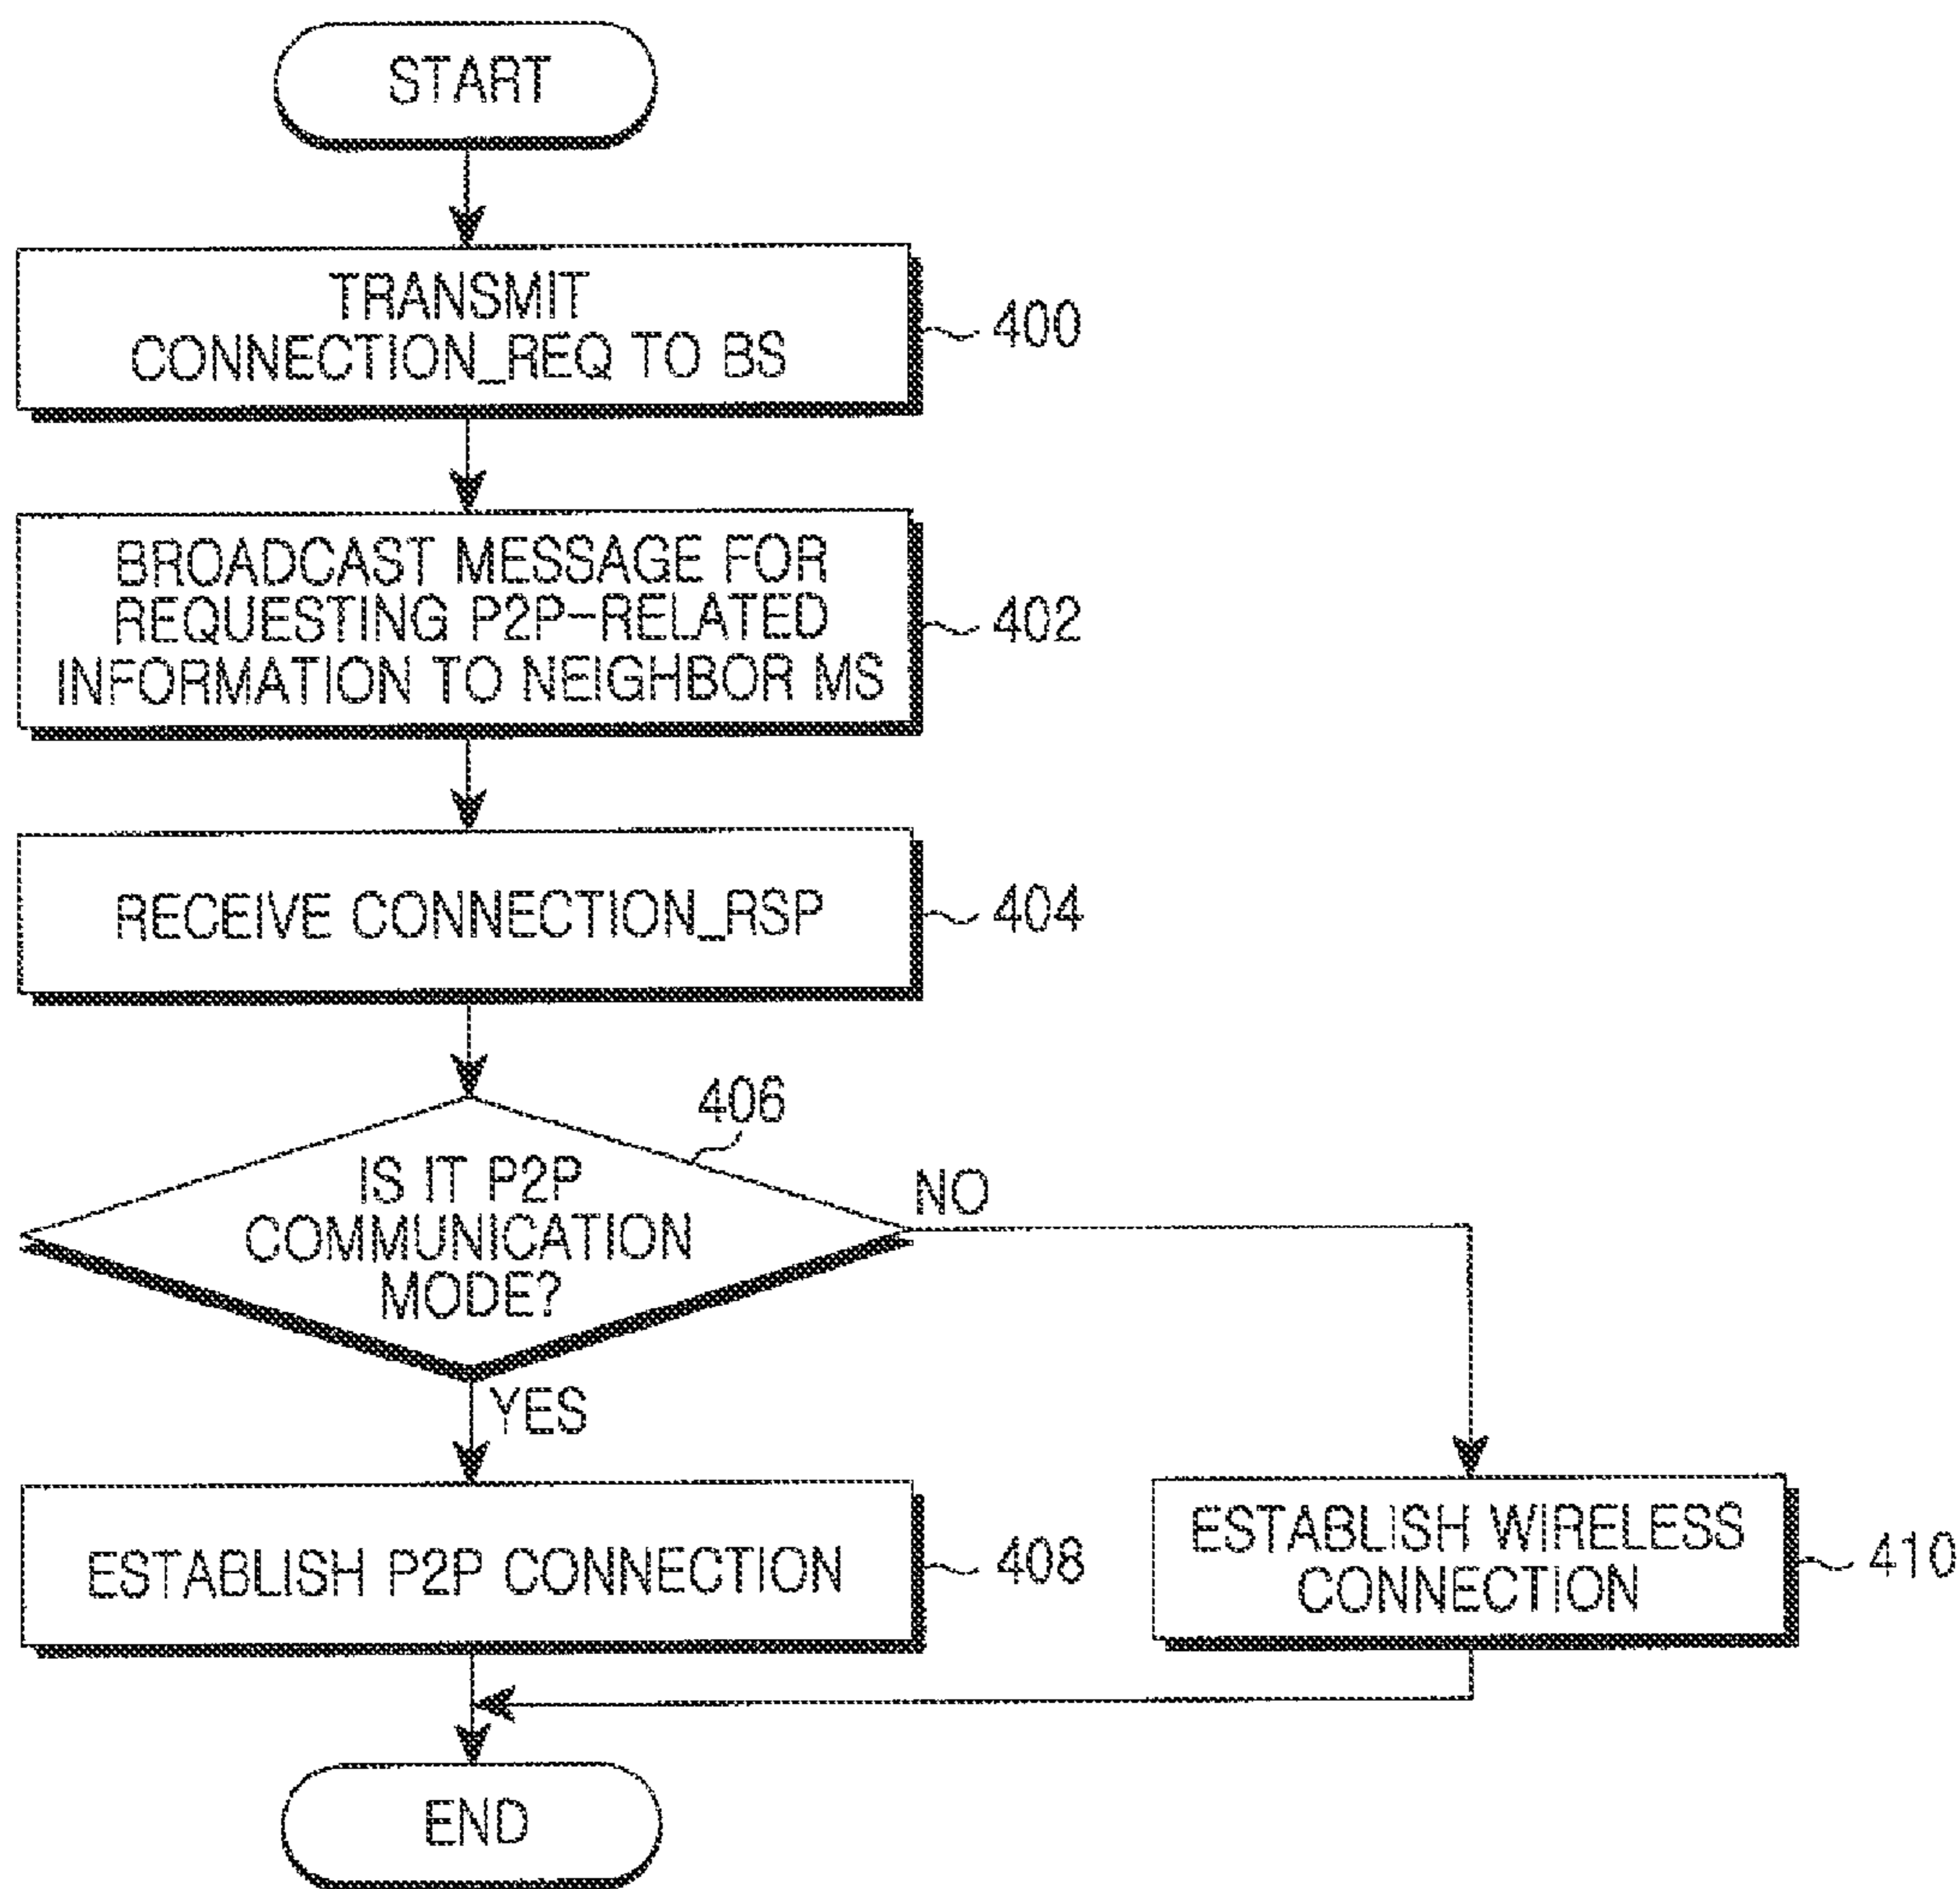 START
TRANSMIT
CONNECTION_REQ TO BS
400
BROADCAST MESSAGE FOR
REQUESTING P2P-RELATED
INFORMATION TO NEIGHBOR MS
402
RECEIVE CONNECTION_RSP
404
406
IS IT P2P
COMMUNICATION
MODE?
NO
YES
ESTABLISH P2P CONNECTION
408
ESTABLISH WIRELESS
CONNECTION
410
END